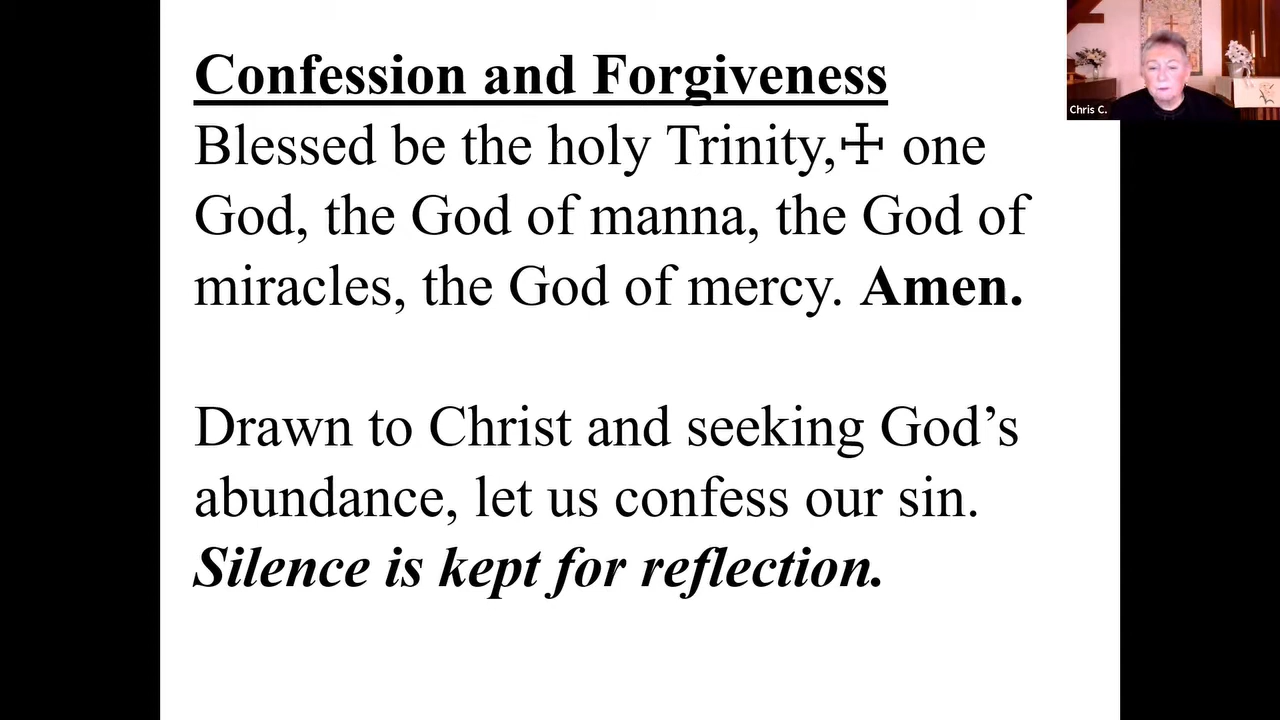 Confession and Forgiveness
Blessed be the holy Trinity,☩ one
God, the God of manna, the God of
miracles, the God of mercy. Amen.
Drawn to Christ and seeking God’s
abundance, let us confess our sin.
Silence is kept for reflection.
Chris C.